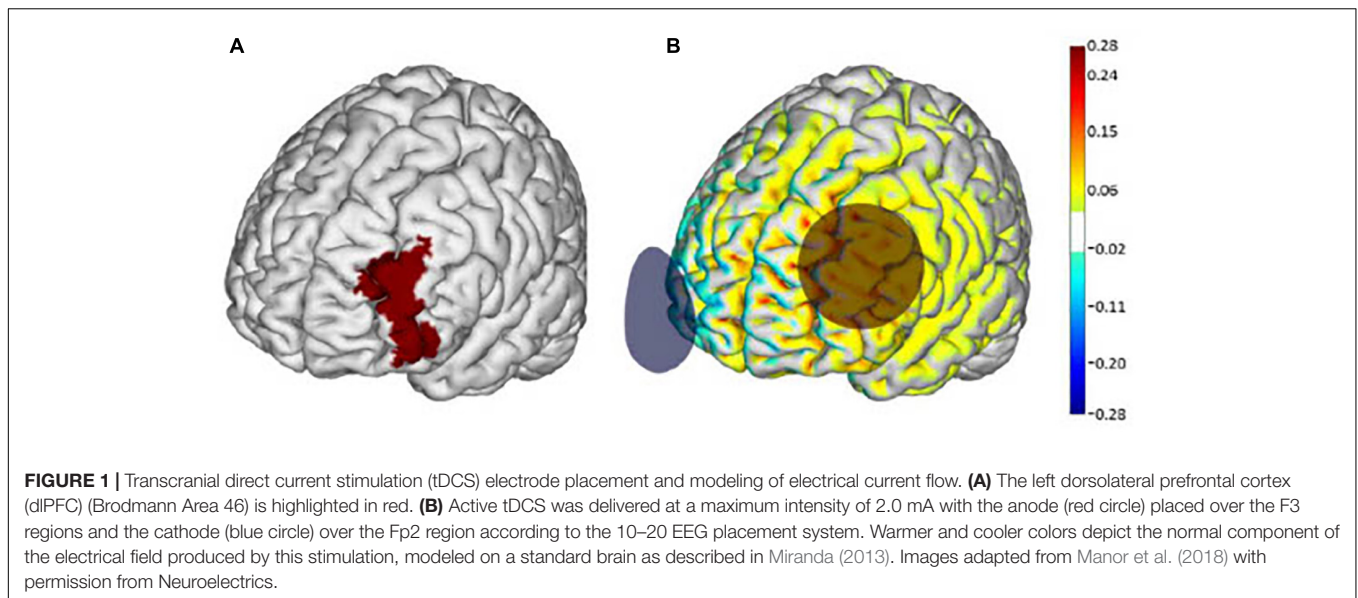 A
B
0.28
0.24
0.15
0.06
-0.02
-0.11
-0.20
-0.28
FIGURE 1 | Transcranial direct current stimulation (tDCS) electrode placement and modeling of electrical current flow. (A) The left dorsolateral prefrontal cortex
(dlPFC) (Brodmann Area 46) is highlighted in red. (B) Active tDCS was delivered at a maximum intensity of 2.0 mA with the anode (red circle) placed over the F3
regions and the cathode (blue circle) over the Fp2 region according to the 10–20 EEG placement system. Warmer and cooler colors depict the normal component of
the electrical field produced by this stimulation, modeled on a standard brain as described in Miranda (2013). Images adapted from Manor et al. (2018) with
permission from Neuroelectrics.